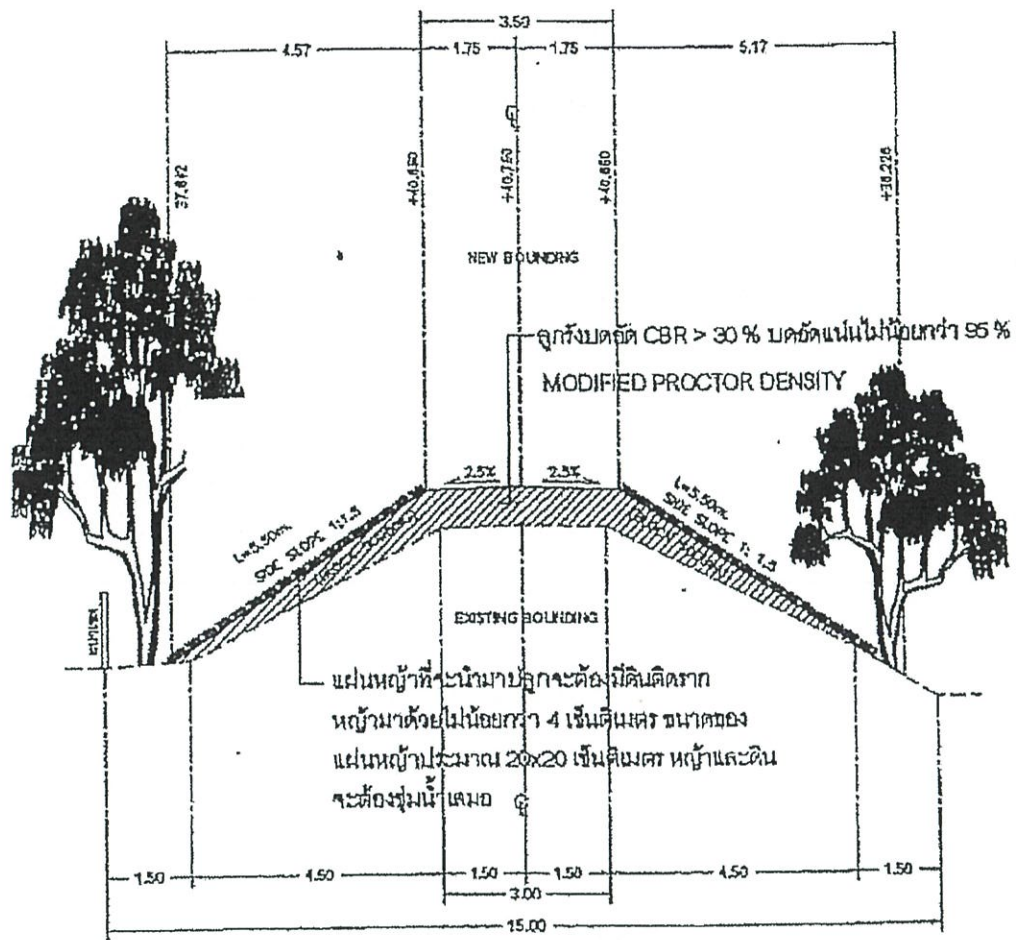 3.50
4.57
1.75
1.75
5.17
37.612
+40.660
+40.660
NEW BOUNDING
ลูกรังบดอัด CBR > 30 % บดอัดแน่นไม่น้อยกว่า 95 %
MODIFIED PROCTOR DENSITY
2.5%
2.5%
L=5.50m
SIDE SLOPE 1:1.5
L=5.50m
SIDE SLOPE 1: 1.5
EXISTING BOUNDING
แผ่นหญ้าที่จะนำมาปลูกจะต้องมีดินติดราก
หญ้ามาด้วยไม่น้อยกว่า 4 เซ็นติเมตร ขนาดของ
แผ่นหญ้าประมาณ 20x20 เซ็นติเมตร หญ้าและดิน
จะต้องชุ่มน้ำเสมอ
1.50
4.50
1.50
1.50
4.50
1.50
3.00
15.00